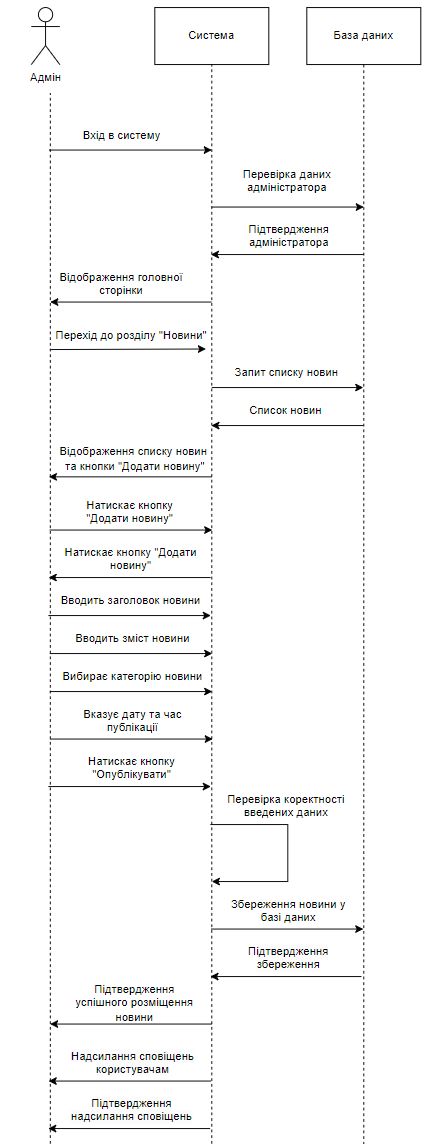 Адмін
Система
База даних
Вхід в систему
Перевірка даних
адміністратора
Підтвердження
адміністратора
Відображення головної
сторінки
Перехід до розділу "Новини"
Запит списку новин
Список новин
Відображення списку новин
та кнопки "Додати новину"
Натискає кнопку
"Додати новину"
Натискає кнопку "Додати
новину"
Вводить заголовок новини
Вводить зміст новини
Вибирає категорію новини
Вказує дату та час
публікації
Натискає кнопку
"Опублікувати"
Перевірка коректності
введених даних
Збереження новини у
базі даних
Підтвердження
збереження
Підтвердження
успішного розміщення
новини
Надсилання сповіщень
користувачам
Підтвердження
надсилання сповіщень